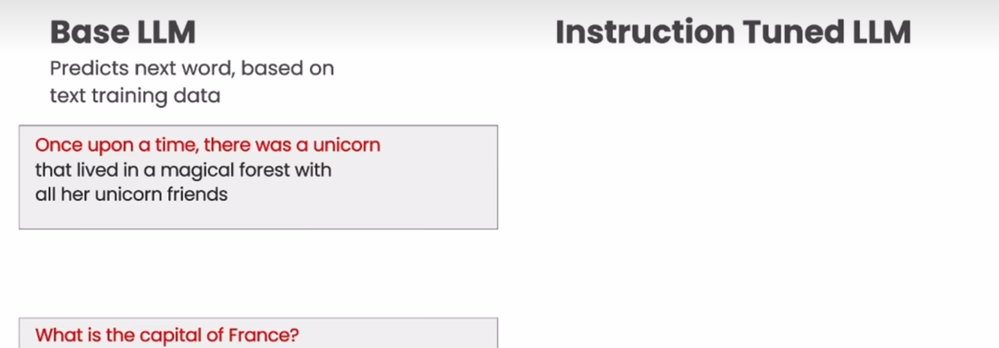 Base LLM
Predicts next word, based on
text training data
Once upon a time, there was a unicorn
that lived in a magical forest with
all her unicorn friends
What is the capital of France?
Instruction Tuned LLM